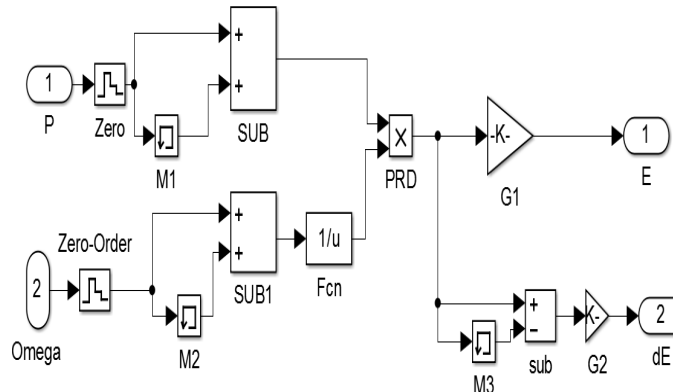 1
P
Zero
M1
+
+
SUB
X
PRD
-K-
G1
1
E
2
Omega
Zero-Order
M2
+
+
SUB1
1/u
Fcn
M3
+
−
sub
K-
G2
2
dE